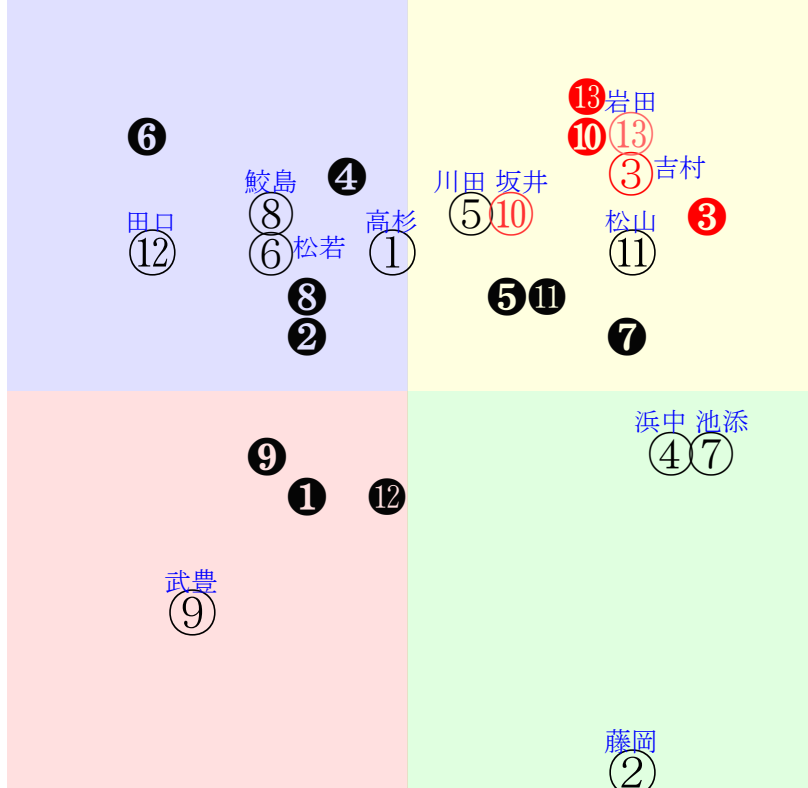 ⓭ 岩田
❻ ❿ ⑬
鮫島 ❹ 川田 坂井 ③ 吉村
田口 ⑧ 高杉 ⑤ ⑩ 松山 ❸
⑫ ⑥ 松若 ① ⑪
❽ ❺ ⓫
❷ ❼
浜中 池添
❾ ④ ⑦
❶ ⓬
武豊
⑨
藤岡
②